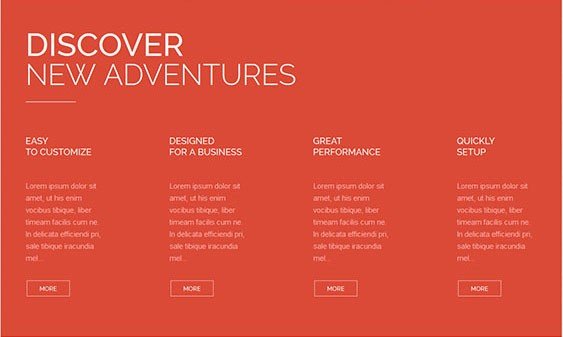 DISCOVER
NEW ADVENTURES
EASY
TO CUSTOMIZE
Lorem ipsum dolor sit
amet, ut his enim
vocibus tibique, liber
timeam facilis cum ne.
In delicata efficiendi pri,
sale tibique iracundia
mel...
MORE
DESIGNED
FOR A BUSINESS
Lorem ipsum dolor sit
amet, ut his enim
vocibus tibique, liber
timeam facilis cum ne.
In delicata efficiendi pri,
sale tibique iracundia
mel...
MORE
GREAT
PERFORMANCE
Lorem ipsum dolor sit
amet, ut his enim
vocibus tibique, liber
timeam facilis cum ne.
In delicata efficiendi pri,
sale tibique iracundia
mel...
MORE
QUICKLY
SETUP
Lorem ipsum dolor sit
amet, ut his enim
vocibus tibique, liber
timeam facilis cum ne.
In delicata efficiendi pri,
sale tibique iracundia
mel...
MORE